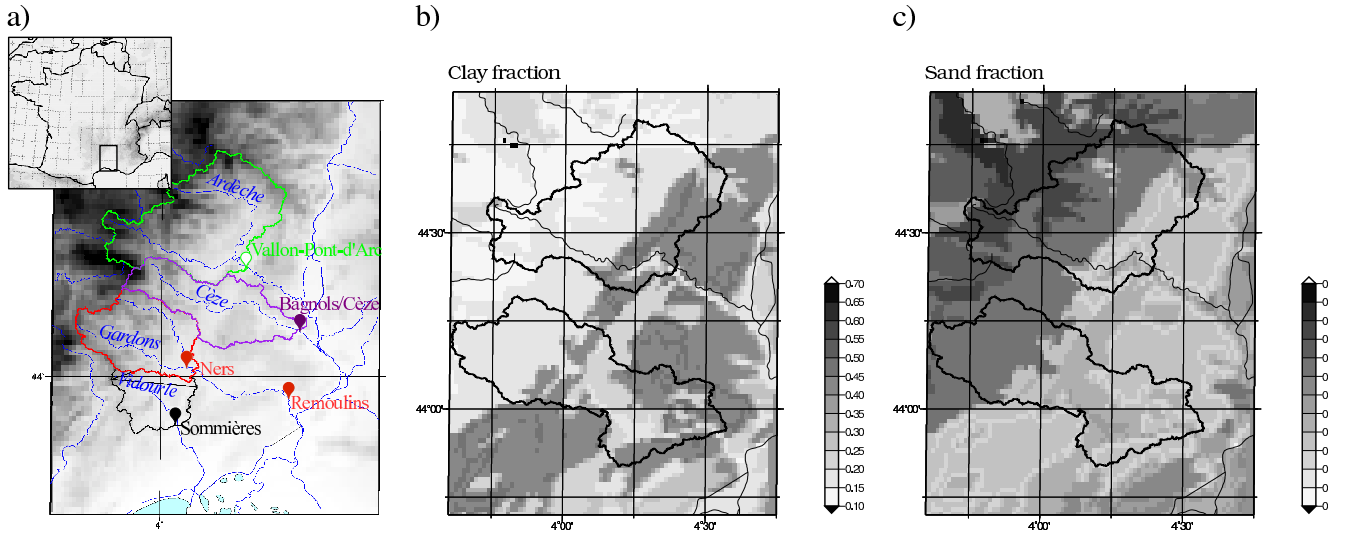 a)
b)
c)
Clay fraction
Sand fraction
Ardèche
Vallon-Pont-d'Arc
Cèze
Bagnols/Cèze
Gardons
Ners
44˚
Vidourle
Remoulins
Sommières
4˚
44˚30'
44˚00'
4˚00'
4˚30'
0.70
0.65
0.60
0.55
0.50
0.45
0.40
0.35
0.30
0.25
0.20
0.15
0.10
44˚30'
44˚00'
4˚00'
4˚30'
0
0
0
0
0
0
0
0
0
0
0
0
0